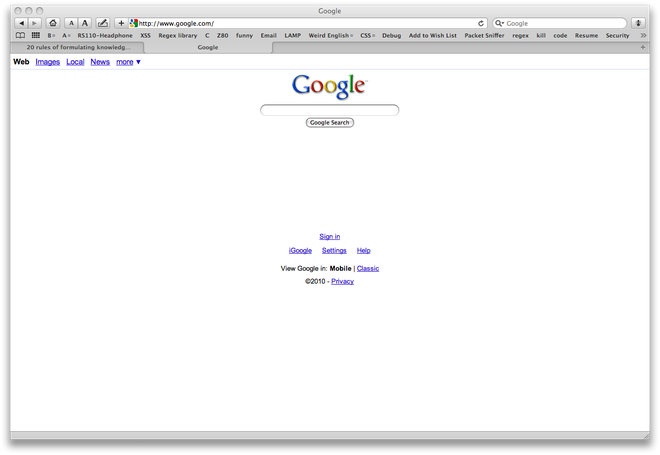 Google
http://www.google.com/
Google
B= A= RS110-Headphone XSS Regex library C Z80 funny Email LAMP Weird English= CSS= Debug Add to Wish List Packet Sniffer regex kill code Resume Security
20 rules of formulating knowledg... Google
Web Images Local News more ▼
Google
Google Search
Sign in
iGoogle Settings Help
View Google in: Mobile | Classic
©2010 - Privacy